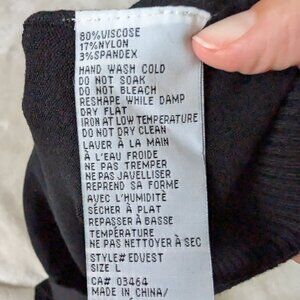 80%VISCOSE
17%NYLON
3%SPANDEX
HAND WASH COLD
DO NOT SOAK
DO NOT BLEACH
RESHAPE WHILE DAMP
DRY FLAT
IRON AT LOW TEMPERATURE
DO NOT DRY CLEAN
LAVER À LA MAIN
À L'EAU FROIDE
NE PAS TREMPER
NE PAS JAVELLISER
REPREND SA FORME
AVEC L'HUMIDITÉ
SÉCHER À PLAT
REPASSER À BASSE
TEMPÉRATURE
NE PAS NETTOYER À SEC
STYLE# EDVEST
SIZE L
CA# 03464
MADE IN CHINA/